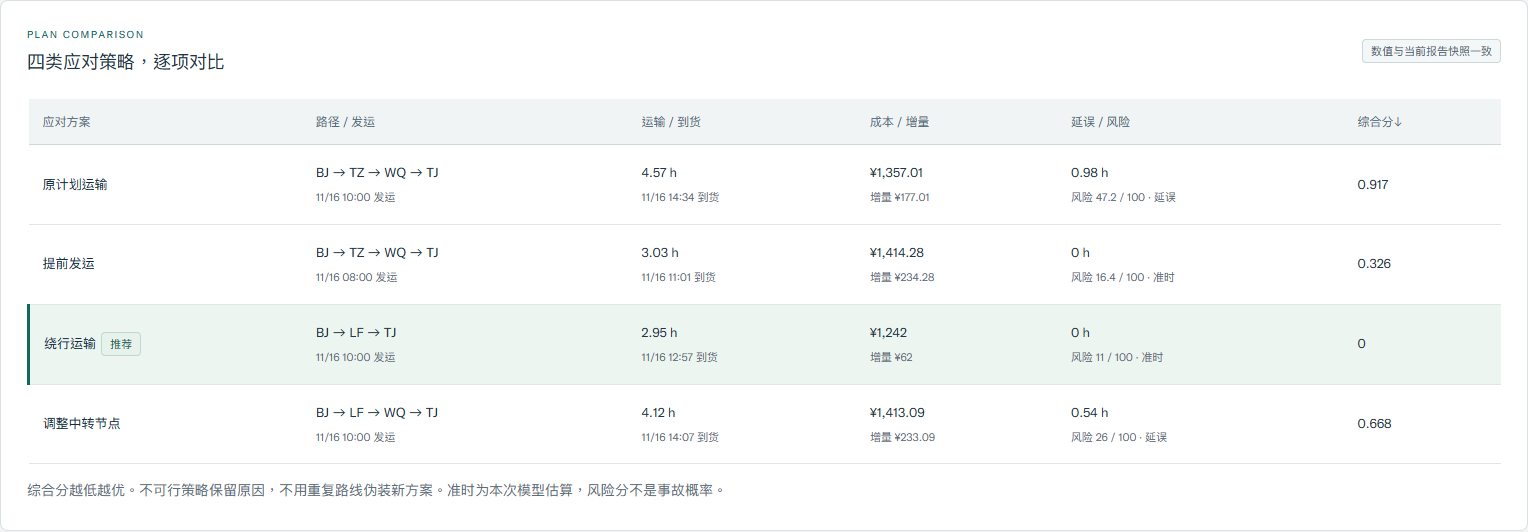 PLAN COMPARISON
四类应对策略，逐项对比
数值与当前报告快照一致
应对方案 路径 / 发运 运输 / 到货 成本 / 增量 延误 / 风险 综合分↓
原计划运输
BJ → TZ → WQ → TJ
11/16 10:00 发运
4.57 h
11/16 14:34 到货
¥1,357.01
增量 ¥177.01
0.98 h
风险 47.2 / 100 · 延误
0.917
提前发运
BJ → TZ → WQ → TJ
11/16 08:00 发运
3.03 h
11/16 11:01 到货
¥1,414.28
增量 ¥234.28
0 h
风险 16.4 / 100 · 准时
0.326
绕行运输 推荐
BJ → LF → TJ
11/16 10:00 发运
2.95 h
11/16 12:57 到货
¥1,242
增量 ¥62
0 h
风险 11 / 100 · 准时
0
调整中转节点
BJ → LF → WQ → TJ
11/16 10:00 发运
4.12 h
11/16 14:07 到货
¥1,413.09
增量 ¥233.09
0.54 h
风险 26 / 100 · 延误
0.668
综合分越低越优。不可行策略保留原因，不用重复路线伪装新方案。准时为本次模型估算，风险分不是事故概率。